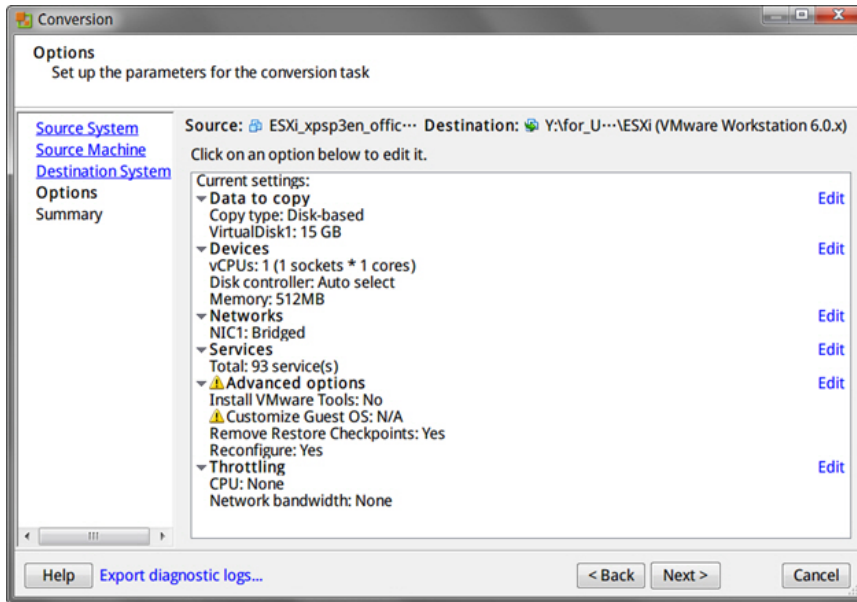 Conversion
Options
Set up the parameters for the conversion task
Source System
Source Machine
Destination System
Options
Summary
Source: ESXi_xpsp3en_offic··· Destination: Y:\for_U···\ESXi (VMware Workstation 6.0.x)
Click on an option below to edit it.
Current settings:
Data to copy Edit
Copy type: Disk-based
VirtualDisk1: 15 GB
Devices Edit
vCPUs: 1 (1 sockets * 1 cores)
Disk controller: Auto select
Memory: 512MB
Networks Edit
NIC1: Bridged
Services Edit
Total: 93 service(s)
Advanced options Edit
Install VMware Tools: No
Customize Guest OS: N/A
Remove Restore Checkpoints: Yes
Reconfigure: Yes
Throttling Edit
CPU: None
Network bandwidth: None
Help Export diagnostic logs... < Back Next > Cancel